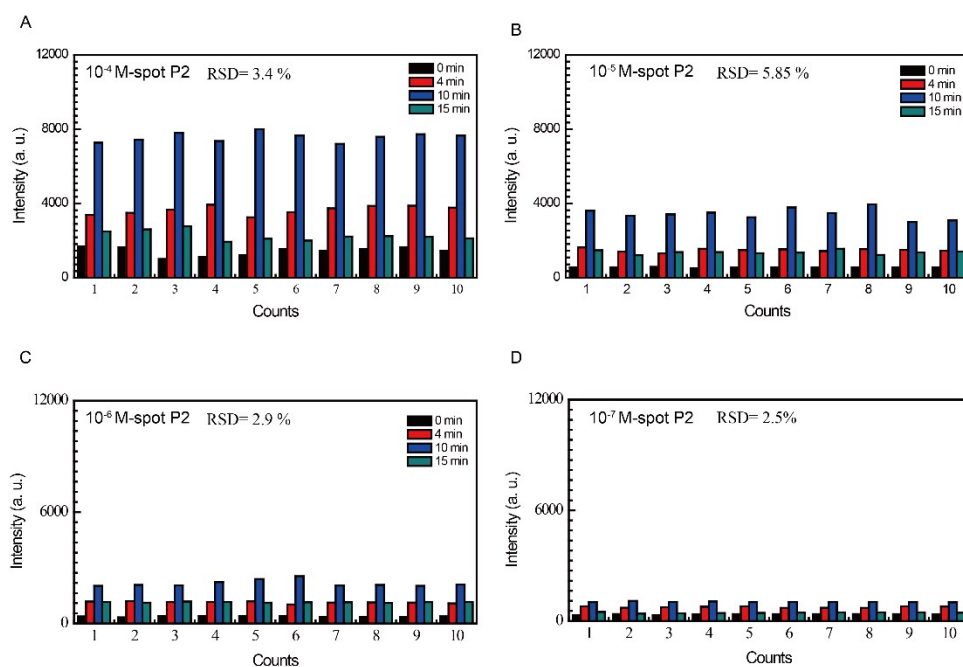 A
10-4 M-spot P2 RSD= 3.4 %
0 min
4 min
10 min
15 min
12000
8000
4000
0
Intensity (a. u.)
1 2 3 4 5 6 7 8 9 10
Counts
B
10-5 M-spot P2 RSD= 5.85 %
0 min
4 min
10 min
15 min
12000
8000
4000
0
Intensity (a. u.)
1 2 3 4 5 6 7 8 9 10
Counts
C
10-6 M-spot P2 RSD= 2.9 %
0 min
4 min
10 min
15 min
12000
6000
0
Intensity (a. u.)
1 2 3 4 5 6 7 8 9 10
Counts
D
10-7 M-spot P2 RSD= 2.5%
12000
6000
0
Intensity (a. u.)
1 2 3 4 5 6 7 8 9 10
Counts